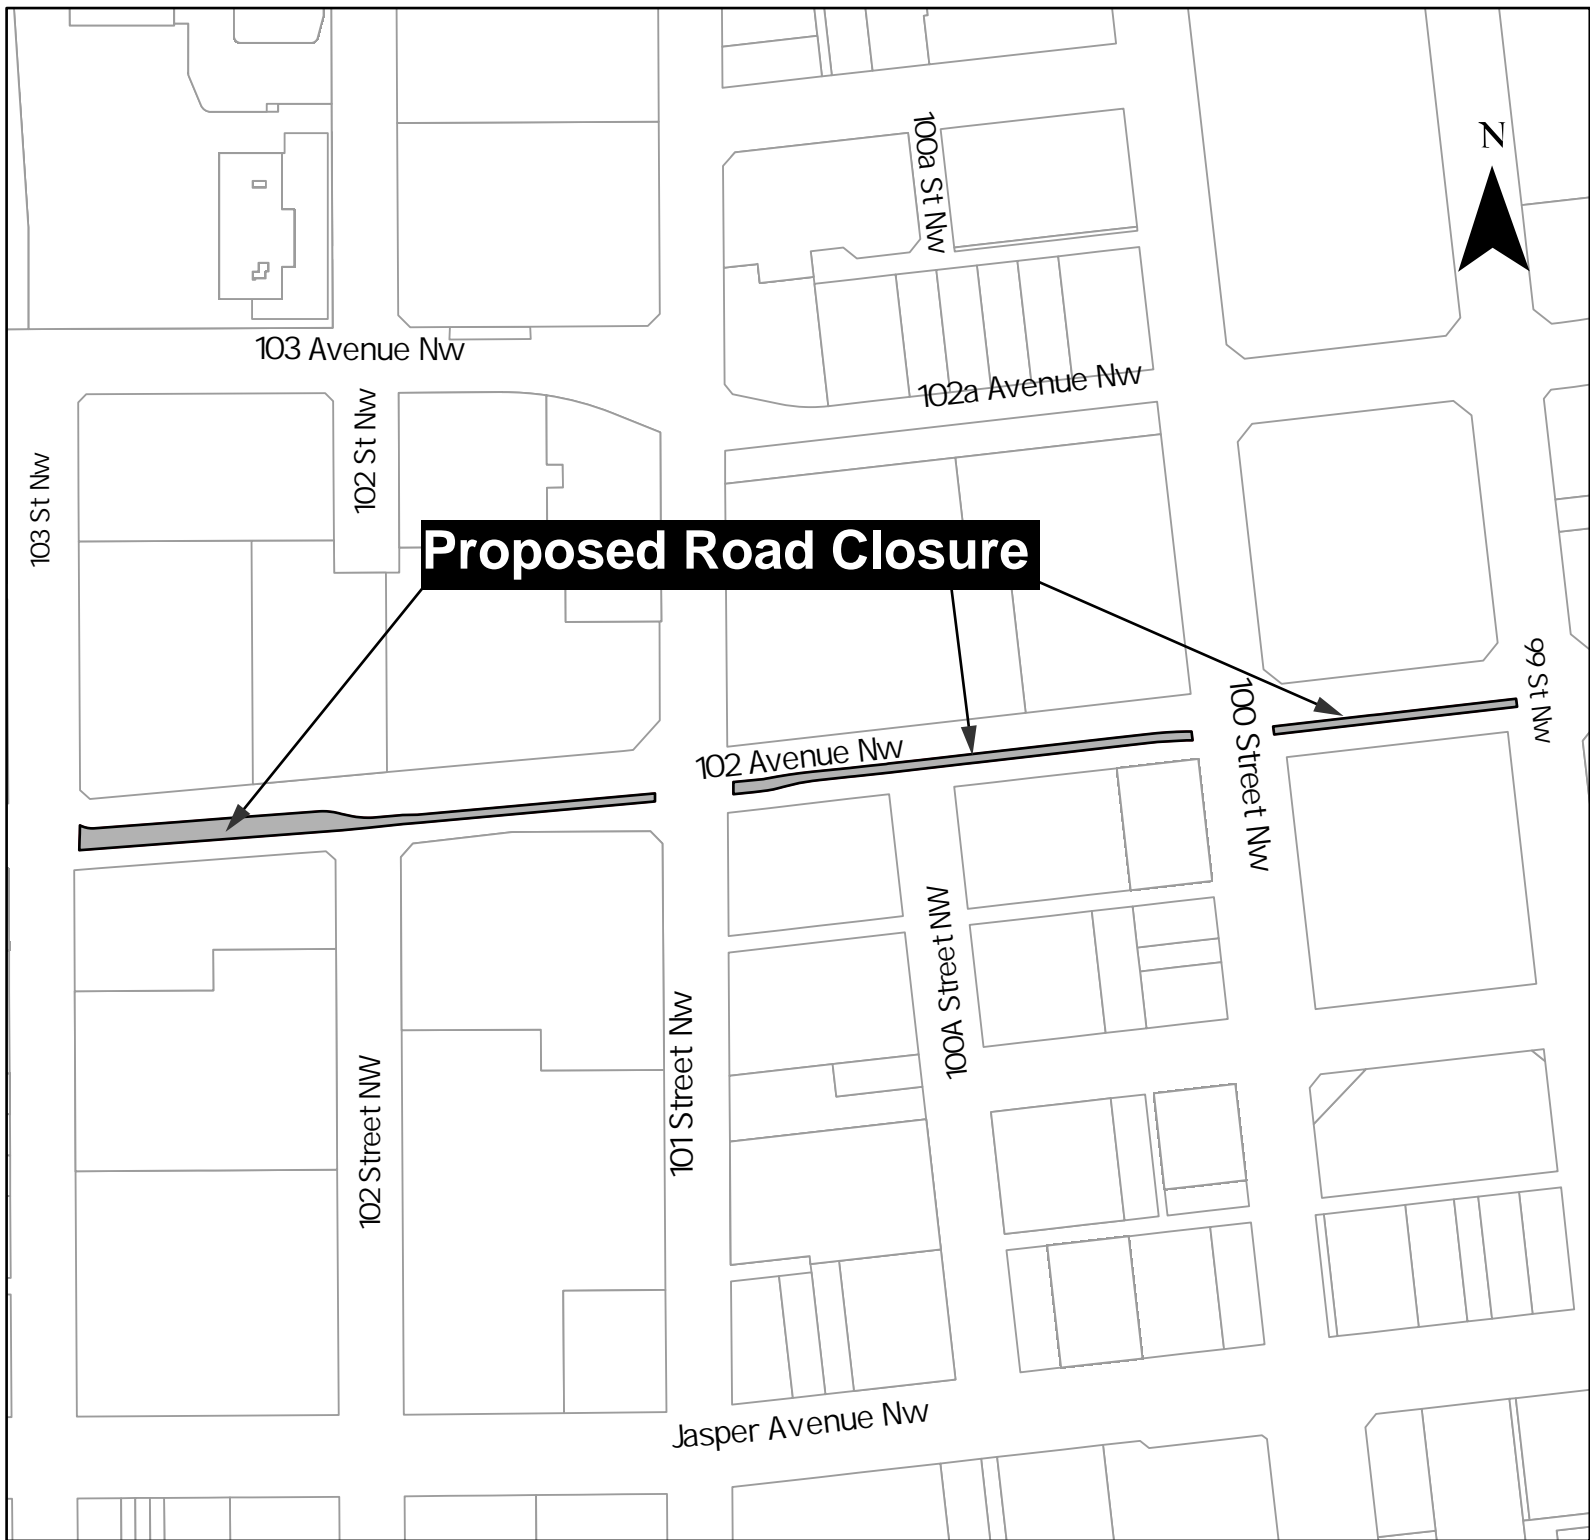 100a St Nw
N
103 Avenue Nw
102a Avenue Nw
102 St Nw
103 St Nw
Proposed Road Closure
99 St Nw
100 Street Nw
102 Avenue Nw
100A Street NW
101 Street Nw
102 Street NW
Jasper Avenue Nw